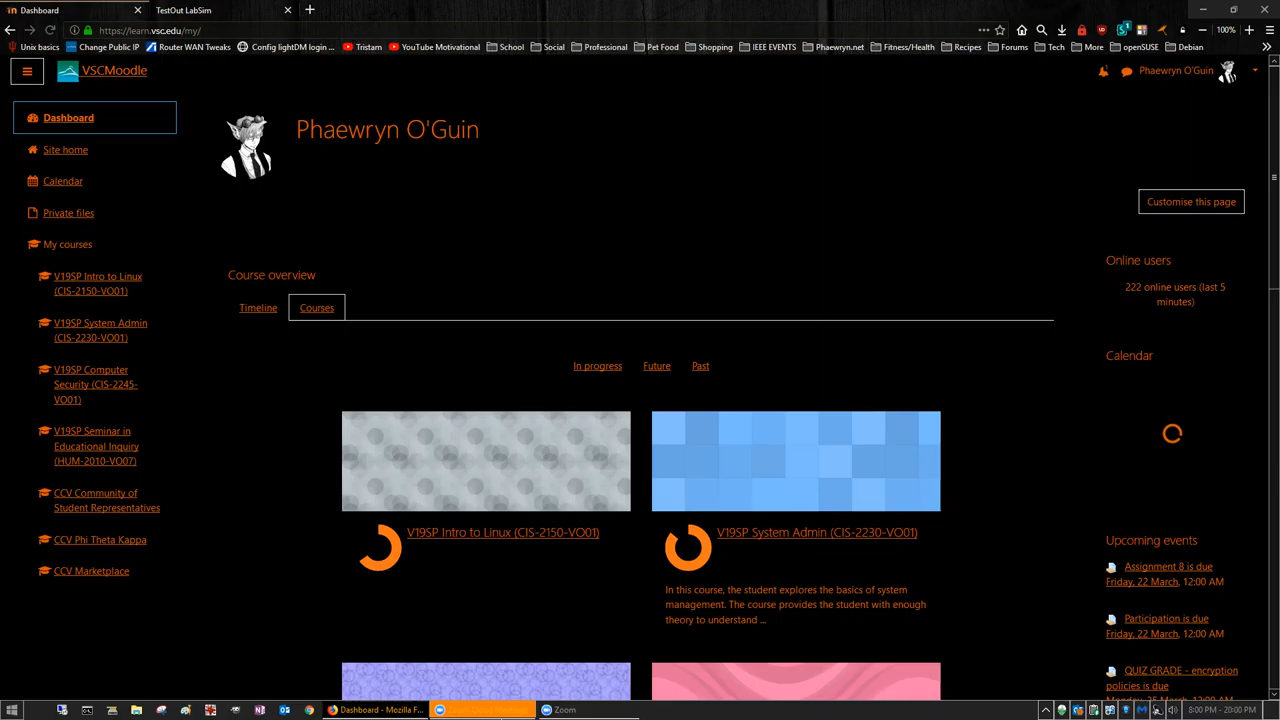 Dashboard
TestOut LabSim
https://learn.vsc.edu/my/
100%
Unix basics
Change Public IP
Router WAN Tweaks
Config lightDM login ...
Tristam
YouTube Motivational
School
Social
Professional
Pet Food
Shopping
IEEE EVENTS
Phaewryn.net
Fitness/Health
Recipes
Forums
Tech
More
openSUSE
Debian
VSCMoodle
Phaewryn O'Guin
Dashboard
Site home
Calendar
Private files
My courses
V19SP Intro to Linux
(CIS-2150-VO01)
V19SP System Admin
(CIS-2230-VO01)
V19SP Computer
Security (CIS-2245-
VO01)
V19SP Seminar in
Educational Inquiry
(HUM-2010-VO07)
CCV Community of
Student Representatives
CCV Phi Theta Kappa
CCV Marketplace
Phaewryn O'Guin
Customise this page
Course overview
Timeline
Courses
In progress
Future
Past
V19SP Intro to Linux (CIS-2150-VO01)
V19SP System Admin (CIS-2230-VO01)
In this course, the student explores the basics of system
management. The course provides the student with enough
theory to understand ...
Online users
222 online users (last 5
minutes)
Calendar
Upcoming events
Assignment 8 is due
Friday, 22 March, 12:00 AM
Participation is due
Friday, 22 March, 12:00 AM
QUIZ GRADE - encryption
policies is due
Dashboard - Mozilla F...
Zoom
8:00 PM - 20:00 PM